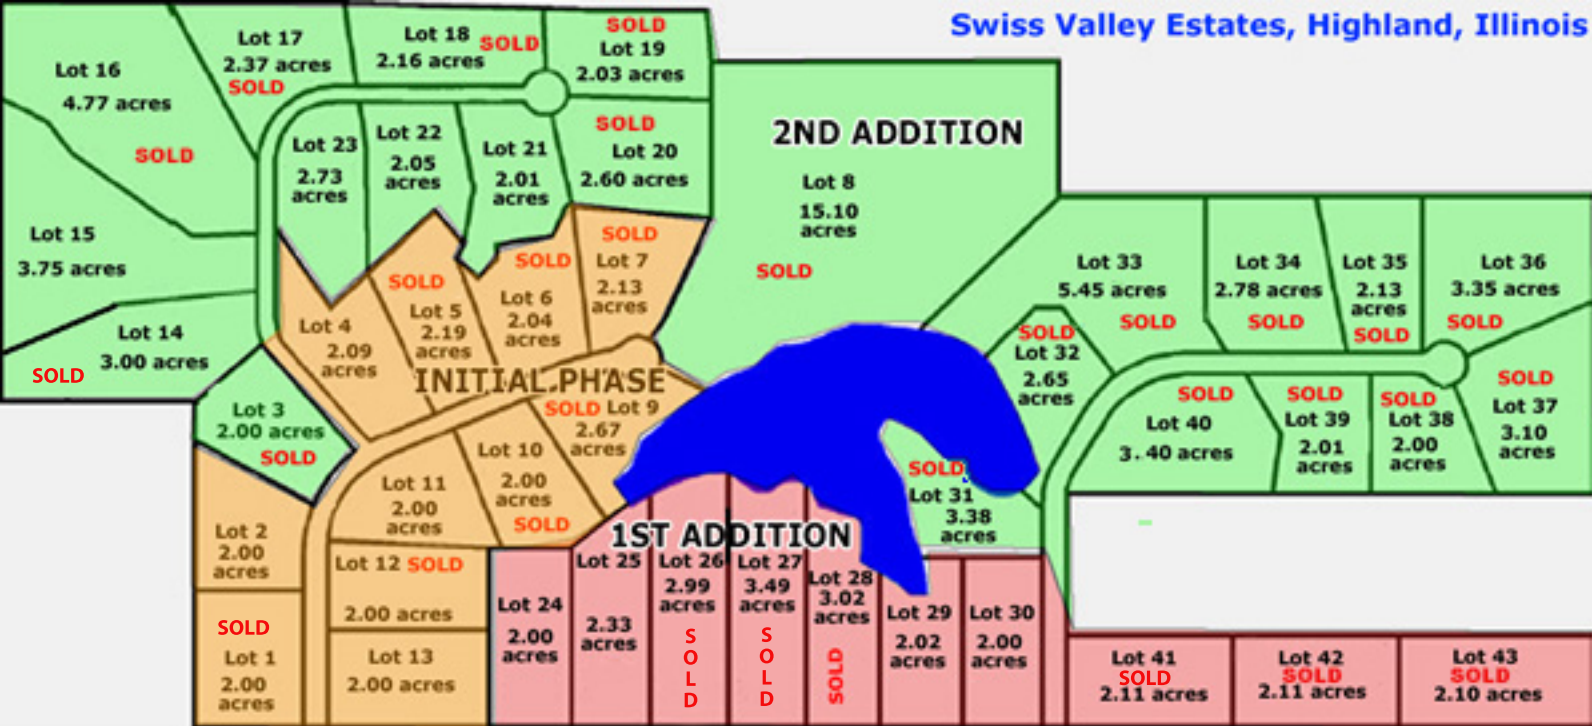 Swiss Valley Estates, Highland, Illinois
Lot 16
4.77 acres
SOLD
Lot 17
2.37 acres
SOLD
Lot 18 SOLD
2.16 acres
SOLD
Lot 19
2.03 acres
Lot 23
2.73
acres
Lot 22
2.05
acres
Lot 21
2.01
acres
SOLD
Lot 20
2.60 acres
2ND ADDITION
Lot 8
15.10
acres
SOLD
Lot 15
3.75 acres
Lot 14
3.00 acres
SOLD
Lot 3
2.00 acres
SOLD
Lot 4
2.09
acres
SOLD
Lot 5
2.19
acres
SOLD
Lot 6
2.04
acres
SOLD
Lot 7
2.13
acres
INITIAL PHASE
SOLD Lot 9
2.67
acres
Lot 10
2.00
acres
SOLD
Lot 11
2.00
acres
Lot 2
2.00
acres
Lot 12 SOLD
2.00 acres
SOLD
Lot 1
2.00
acres
Lot 13
2.00 acres
Lot 33
5.45 acres
SOLD
Lot 34
2.78 acres
SOLD
Lot 35
2.13
acres
SOLD
Lot 36
3.35 acres
SOLD
SOLD
Lot 32
2.65
acres
SOLD
Lot 40
3.40 acres
SOLD
Lot 39
2.01
acres
SOLD
Lot 38
2.00
acres
SOLD
Lot 37
3.10
acres
SOLD
Lot 31
3.38
acres
1ST ADDITION
Lot 24
2.00
acres
Lot 25
2.33
acres
Lot 26
2.99
acres
SOLD
Lot 27
3.49
acres
SOLD
Lot 28
3.02
acres
SOLD
Lot 29
2.02
acres
Lot 30
2.00
acres
Lot 41
SOLD
2.11 acres
Lot 42
SOLD
2.11 acres
Lot 43
SOLD
2.10 acres